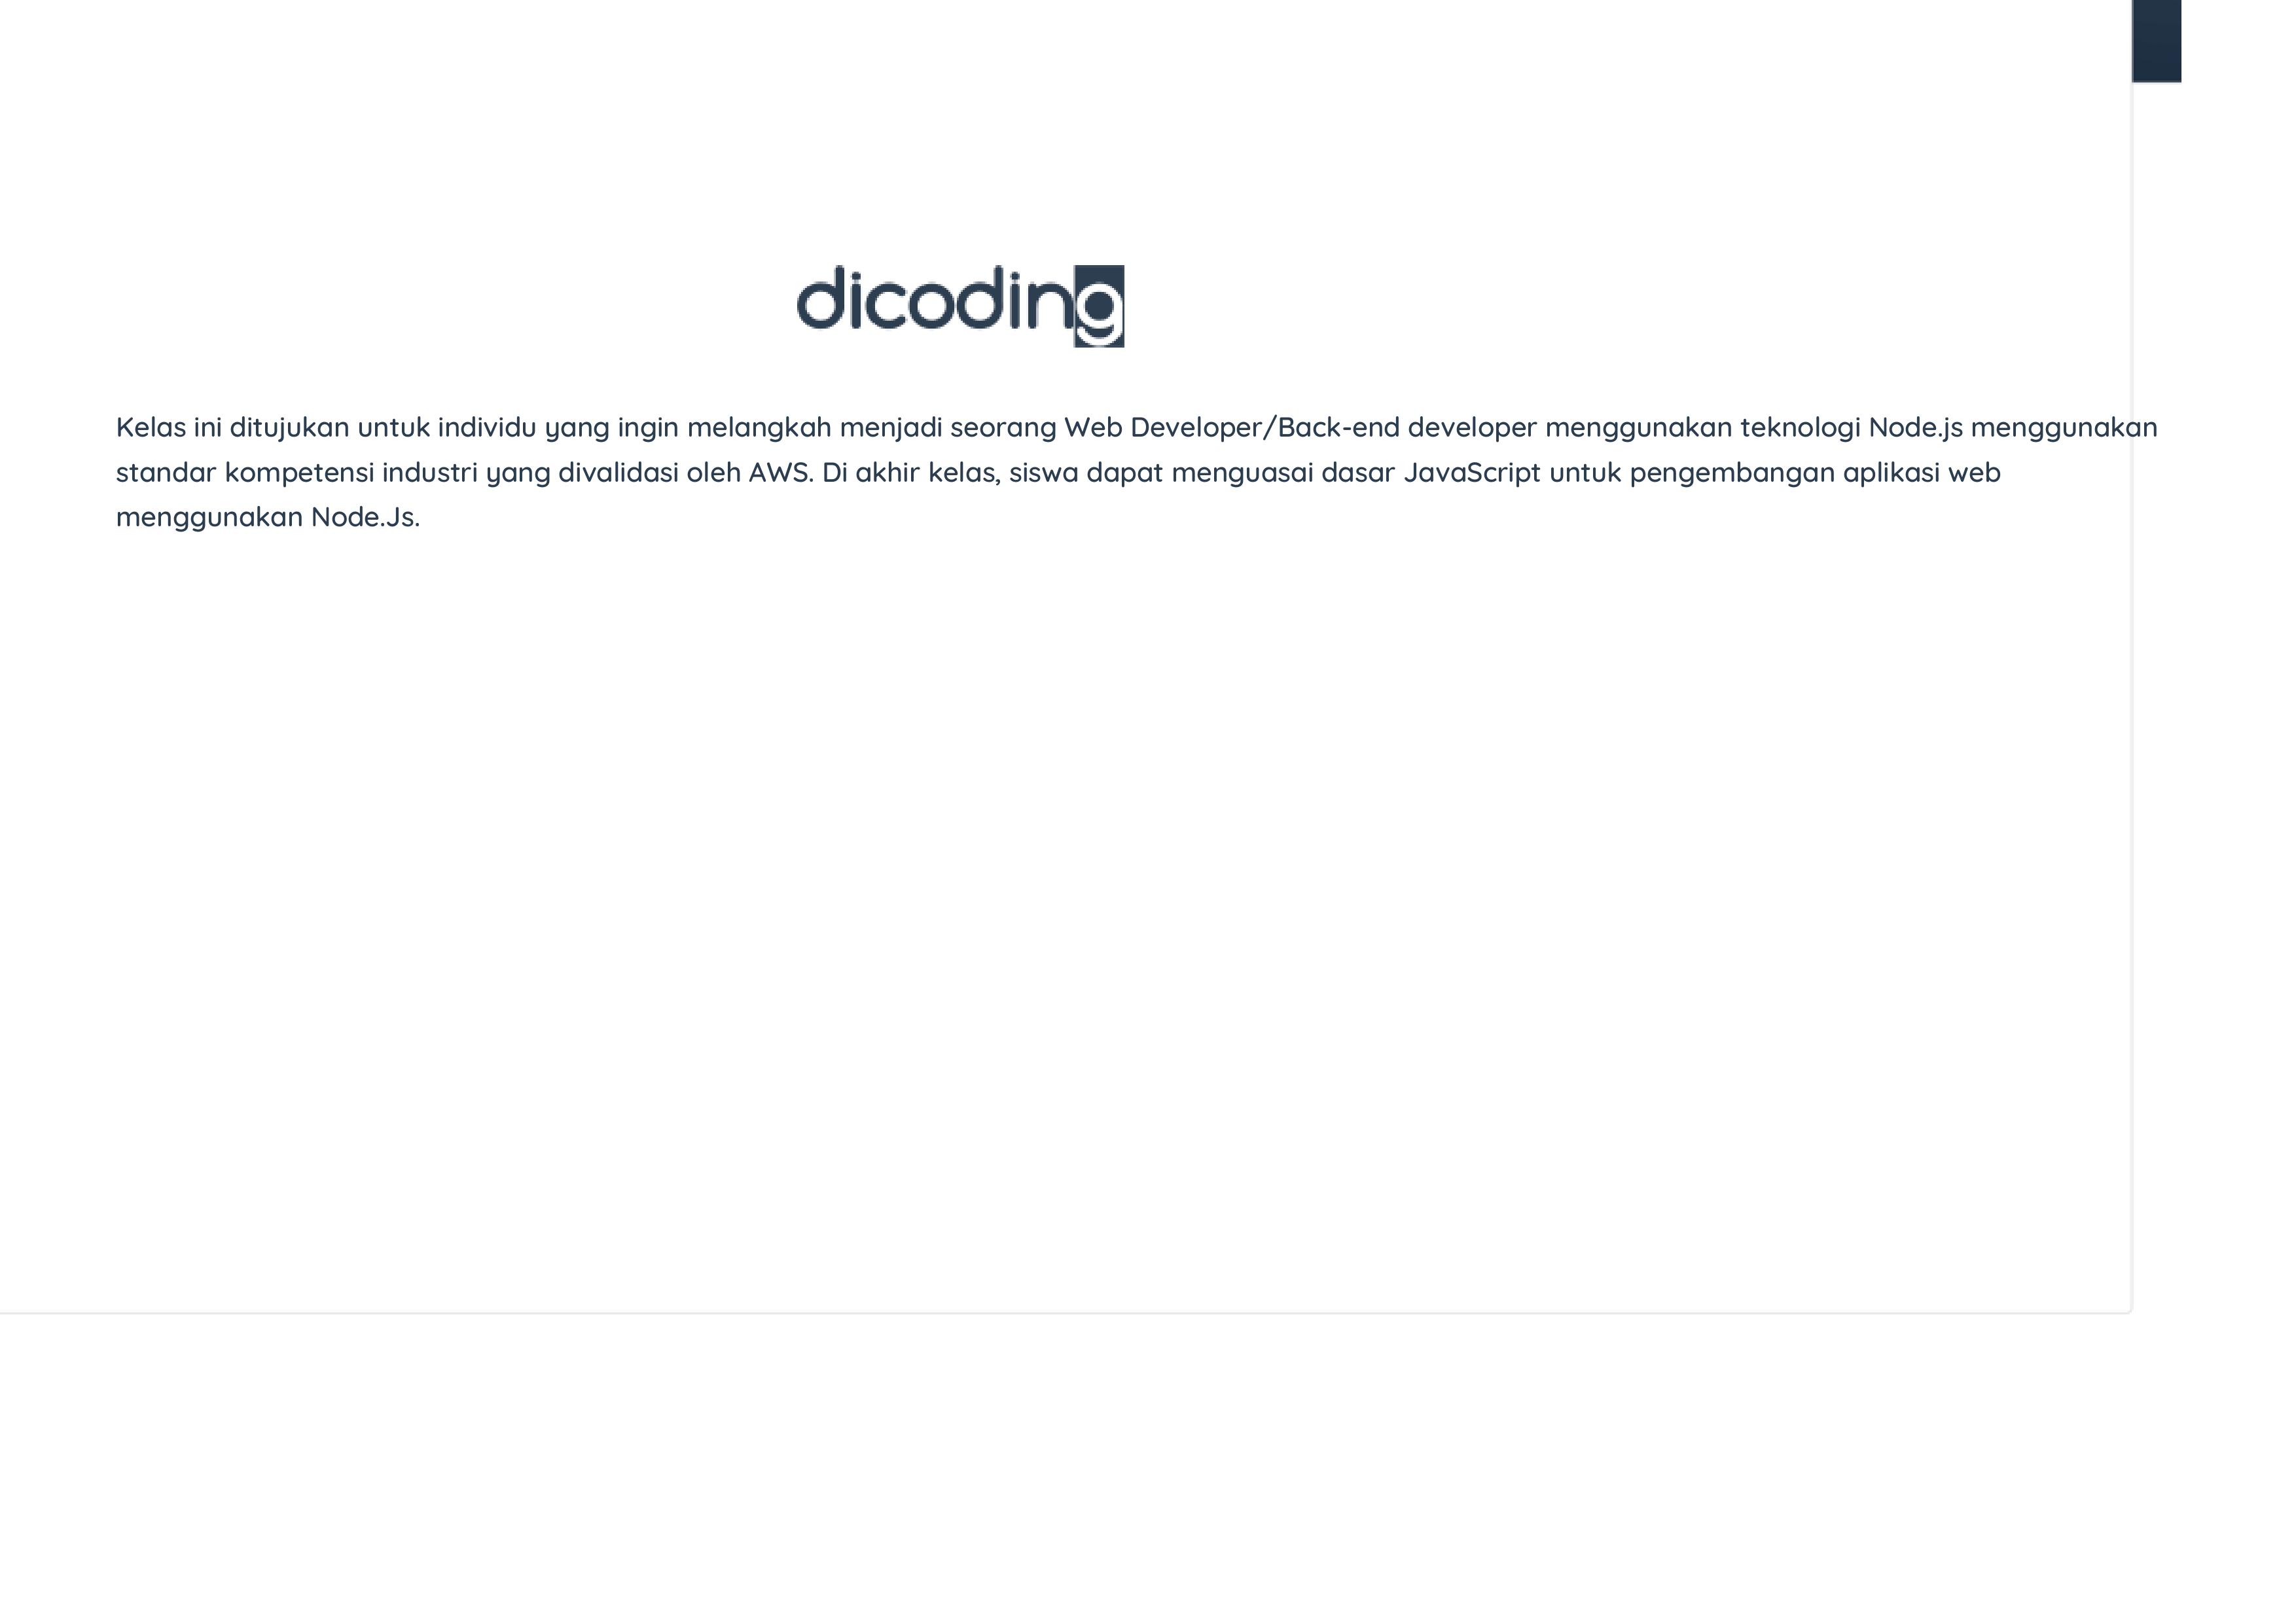 dicoding
Kelas ini ditujukan untuk individu yang ingin melangkah menjadi seorang Web Developer/Back-end developer menggunakan teknologi Node.js menggunakan
standar kompetensi industri yang divalidasi oleh AWS. Di akhir kelas, siswa dapat menguasai dasar JavaScript untuk pengembangan aplikasi web
menggunakan Node.Js.